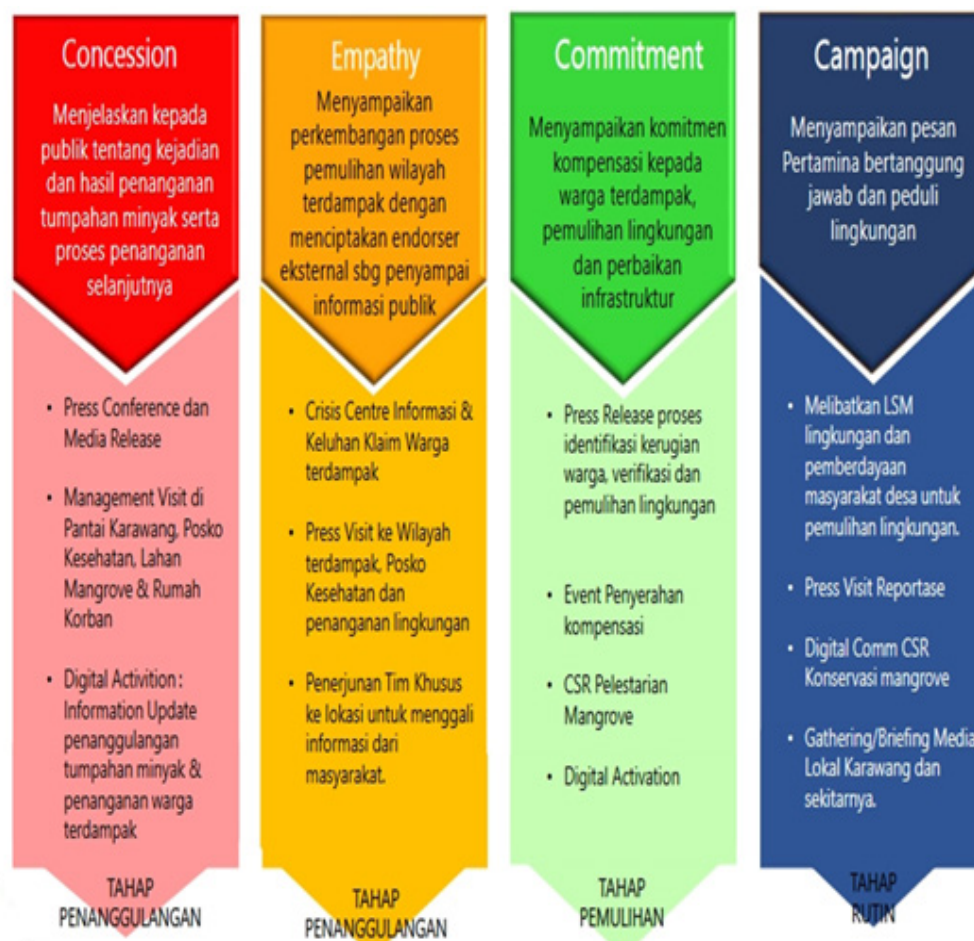 Concession
Menjelaskan kepada
publik tentang kejadian
dan hasil penanganan
tumpahan minyak serta
proses penanganan
selanjutnya
• Press Conference dan
Media Release
• Management Visit di
Pantai Karawang, Posko
Kesehatan, Lahan
Mangrove & Rumah
Korban
• Digital Activition :
Information Update
penanggulangan
tumpahan minyak &
penanganan warga
terdampak
TAHAP
PENANGGULANGAN
Empathy
Menyampaikan
perkembangan proses
pemulihan wilayah
terdampak dengan
menciptakan endorser
eksternal sbg penyampai
informasi publik
• Crisis Centre Informasi &
Keluhan Klaim Warga
terdampak
• Press Visit ke Wilayah
terdampak, Posko
Kesehatan dan
penanganan lingkungan
• Penerjunan Tim Khusus
ke lokasi untuk menggali
informasi dari
masyarakat.
TAHAP
PENANGGULANGAN
Commitment
Menyampaikan komitmen
kompensasi kepada
warga terdampak,
pemulihan lingkungan
dan perbaikan
infrastruktur
• Press Release proses
identifikasi kerugian
warga, verifikasi dan
pemulihan lingkungan
• Event Penyerahan
kompensasi
• CSR Pelestarian
Mangrove
• Digital Activation
TAHAP
PEMULIHAN
Campaign
Menyampaikan pesan
Pertamina bertanggung
jawab dan peduli
lingkungan
• Melibatkan LSM
lingkungan dan
pemberdayaan
masyarakat desa untuk
pemulihan lingkungan.
• Press Visit Reportase
• Digital Comm CSR
Konservasi mangrove
• Gathering/Briefing Media
Lokal Karawang dan
sekitarnya.
TAHAP
RUTIN